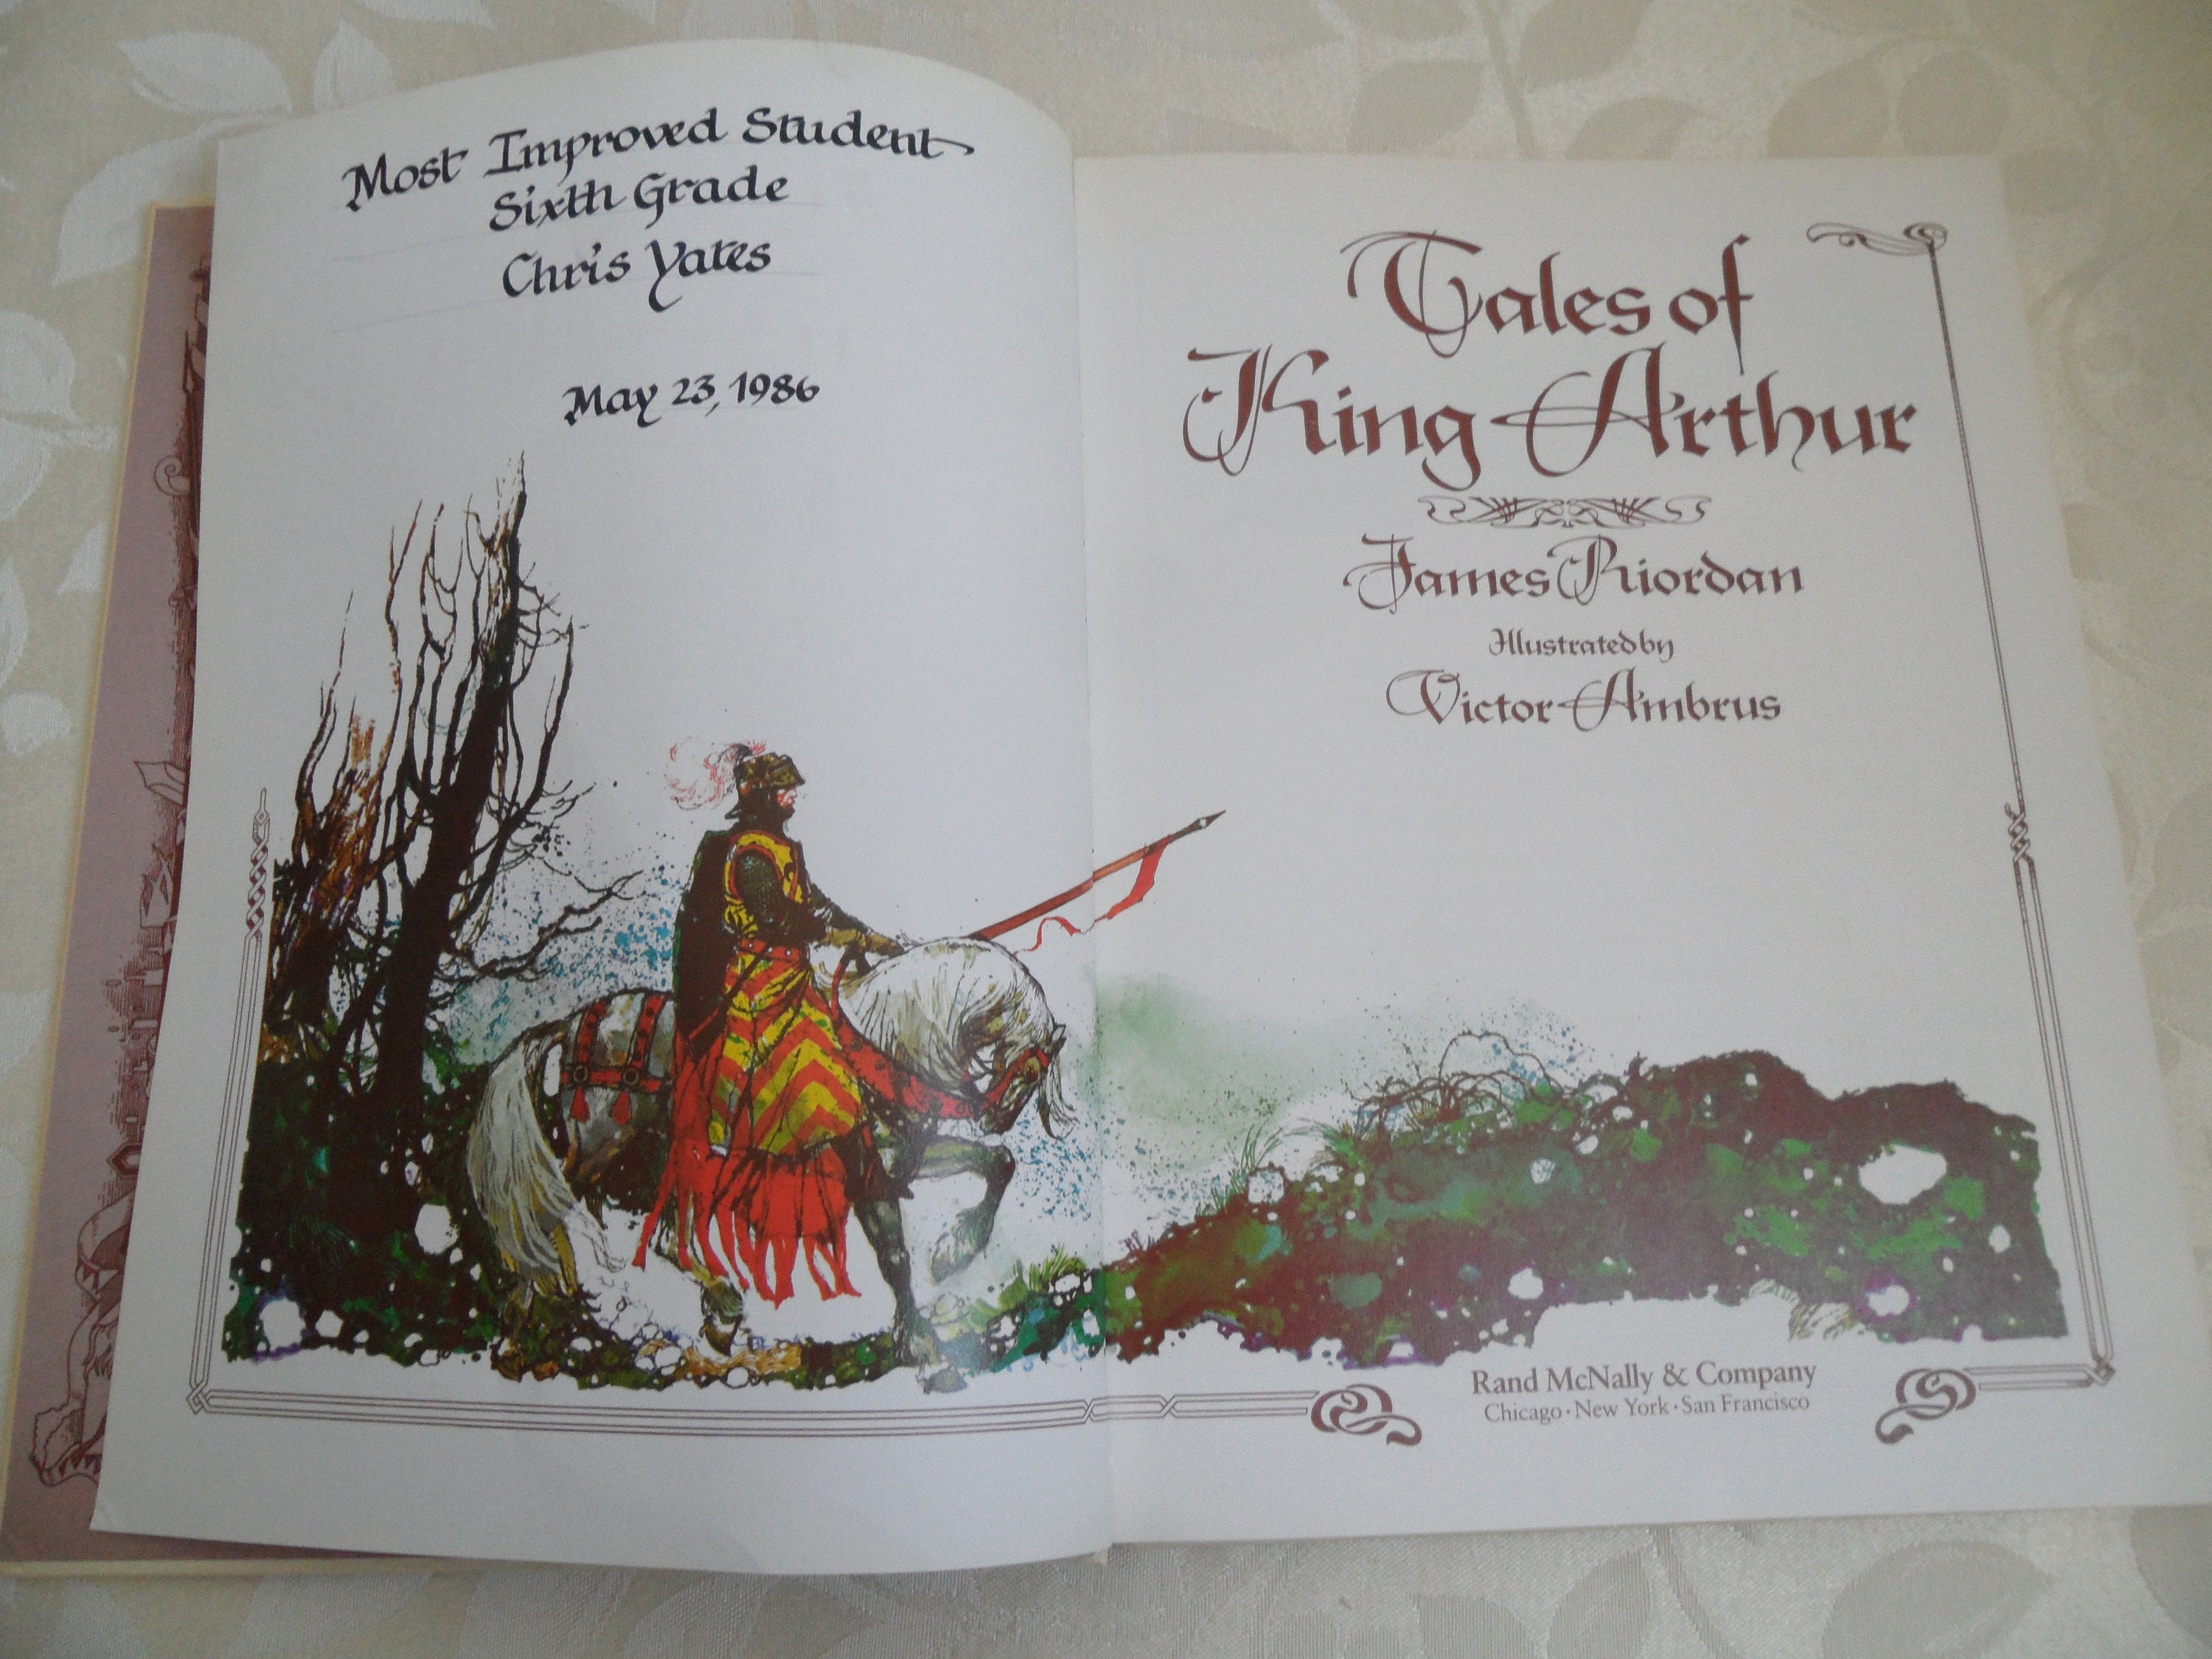 Most Improved Student
Sixth Grade
Chris Yates
May 23, 1986
Tales of
King Arthur
James Riordan
Illustrated by
Victor Ambrus
Rand McNally & Company
Chicago · New York · San Francisco